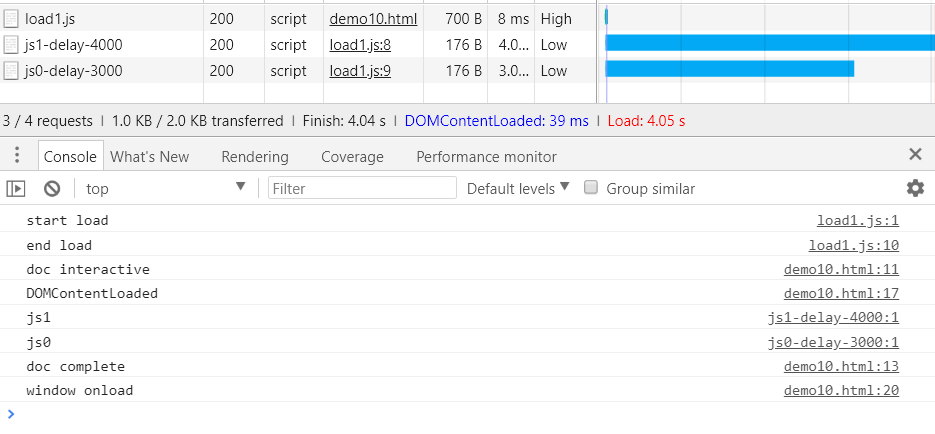 load1.js 200 script demo10.html 700 B 8 ms High
js1-delay-4000 200 script load1.js:8 176 B 4.0... Low
js0-delay-3000 200 script load1.js:9 176 B 3.0... Low
3 / 4 requests | 1.0 KB / 2.0 KB transferred | Finish: 4.04 s | DOMContentLoaded: 39 ms | Load: 4.05 s
Console What's New Rendering Coverage Performance monitor
top Filter Default levels Group similar
start load load1.js:1
end load load1.js:10
doc interactive demo10.html:11
DOMContentLoaded demo10.html:17
js1 js1-delay-4000:1
js0 js0-delay-3000:1
doc complete demo10.html:13
window onload demo10.html:20